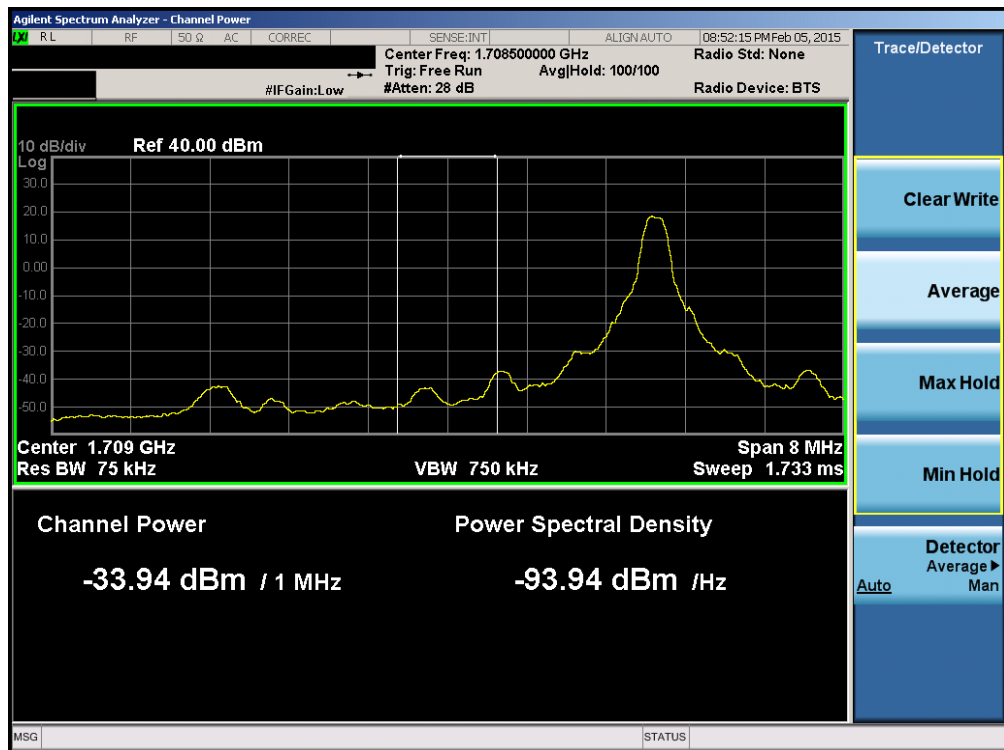 Agilent Spectrum Analyzer - Channel Power
LXI RL RF 50 Ω AC CORREC SENSE:INT ALIGN AUTO 08:52:15 PM Feb 05, 2015
Center Freq: 1.708500000 GHz Radio Std: None
Trig: Free Run Avg|Hold: 100/100
#IFGain:Low #Atten: 28 dB Radio Device: BTS
10 dB/div Ref 40.00 dBm
Log
30.0
20.0
10.0
0.00
-10.0
-20.0
-30.0
-40.0
-50.0
Center 1.709 GHz Span 8 MHz
Res BW 75 kHz VBW 750 kHz Sweep 1.733 ms
Channel Power Power Spectral Density
-33.94 dBm / 1 MHz -93.94 dBm /Hz
MSG STATUS
Trace/Detector
Clear Write
Average
Max Hold
Min Hold
Detector
Average
Auto Man